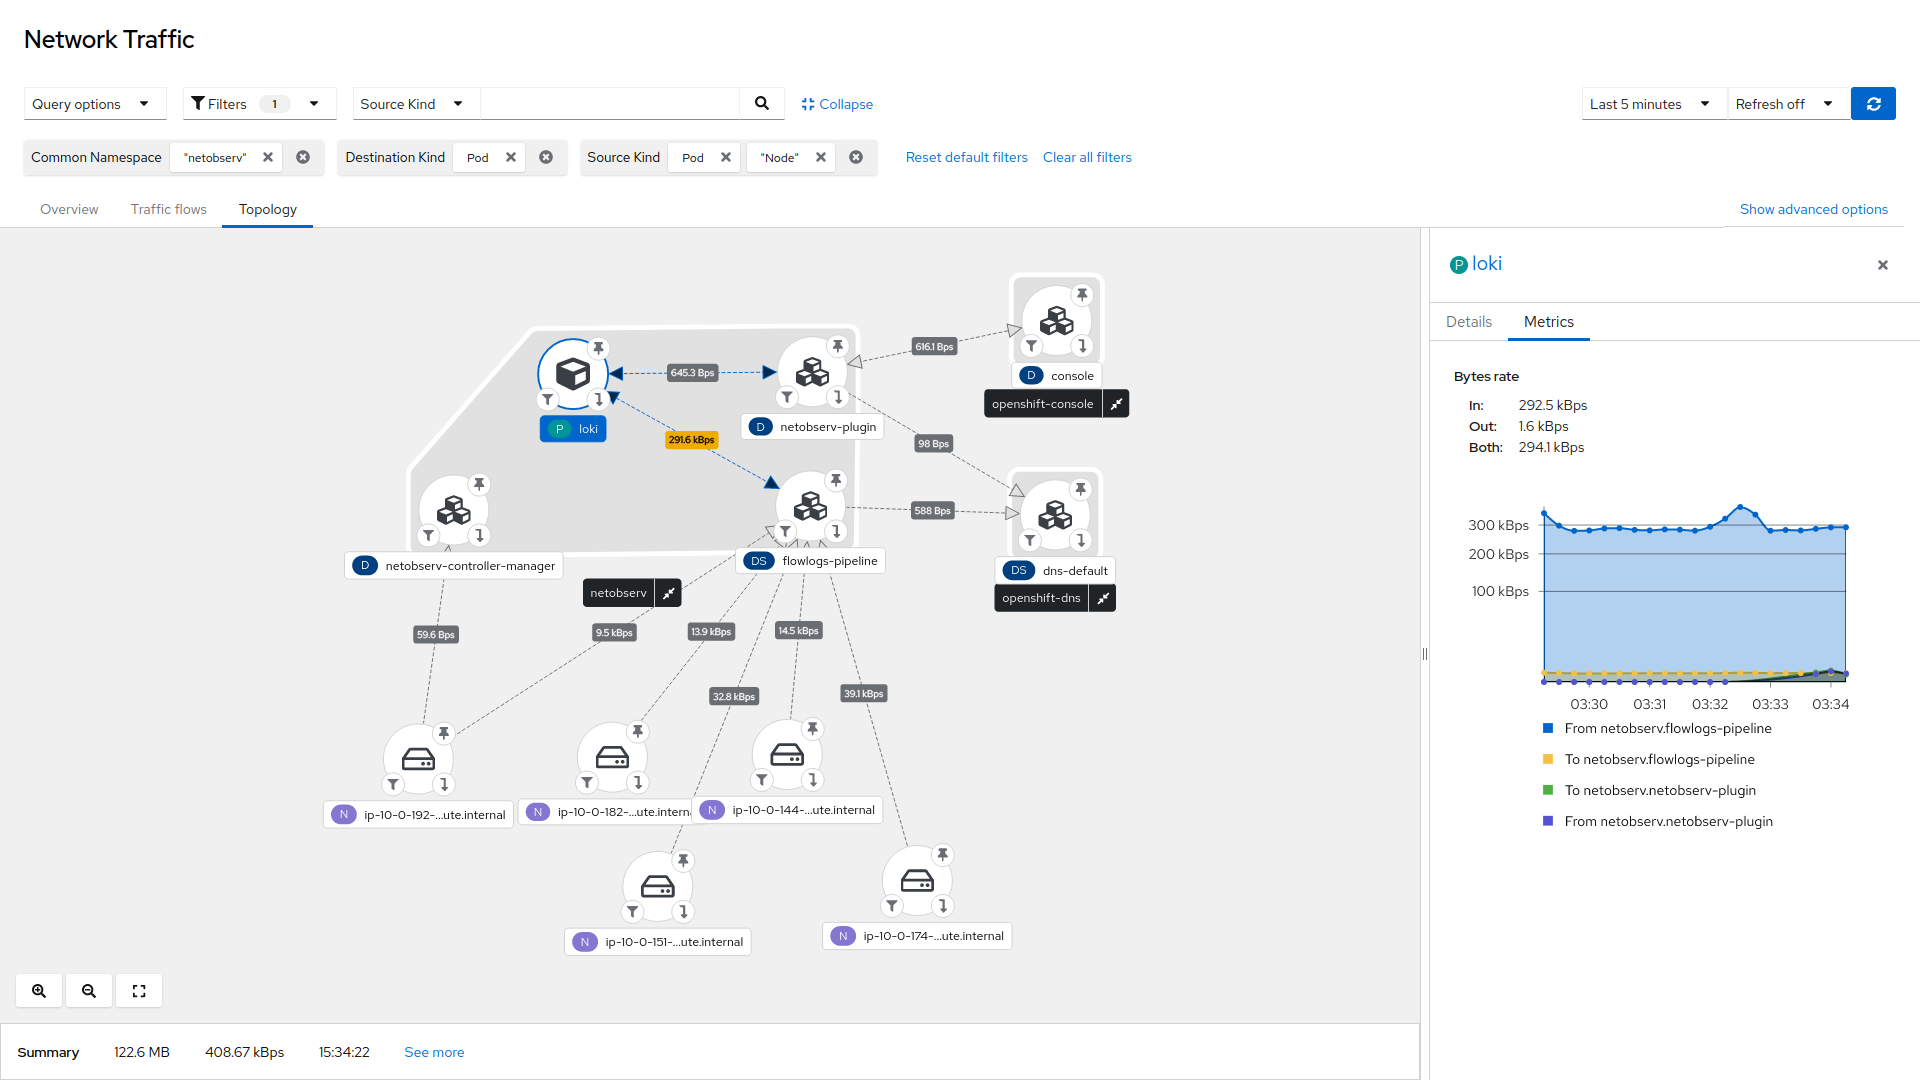 Network Traffic
Query options
Filters 1
Source Kind
Collapse
Last 5 minutes
Refresh off
Common Namespace "netobserv"
Destination Kind Pod
Source Kind Pod "Node"
Reset default filters
Clear all filters
Overview
Traffic flows
Topology
Show advanced options
D console
openshift-console
616.1 Bps
645.3 Bps
P loki
D netobserv-plugin
291.6 kBps
98 Bps
588 Bps
D netobserv-controller-manager
DS flowlogs-pipeline
DS dns-default
openshift-dns
netobserv
59.6 Bps
9.5 kBps
13.9 kBps
14.5 kBps
32.8 kBps
39.1 kBps
N ip-10-0-192-...ute.internal
N ip-10-0-182-...ute.intern
N ip-10-0-144-...ute.internal
N ip-10-0-151-...ute.internal
N ip-10-0-174-...ute.internal
Summary 122.6 MB 408.67 kBps 15:34:22 See more
P loki
Details
Metrics
Bytes rate
In: 292.5 kBps
Out: 1.6 kBps
Both: 294.1 kBps
300 kBps
200 kBps
100 kBps
03:30 03:31 03:32 03:33 03:34
From netobserv.flowlogs-pipeline
To netobserv.flowlogs-pipeline
To netobserv.netobserv-plugin
From netobserv.netobserv-plugin